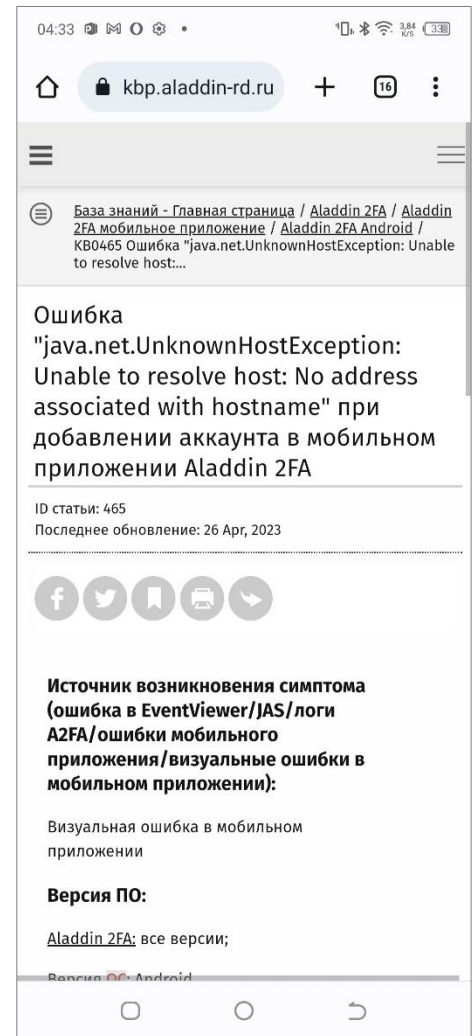 04:33
3,84
K/S
33
kbp.aladdin-rd.ru
16
База знаний - Главная страница / Aladdin 2FA / Aladdin
2FA мобильное приложение / Aladdin 2FA Android /
KB0465 Ошибка "java.net.UnknownHostException: Unable
to resolve host:...
Ошибка
"java.net.UnknownHostException:
Unable to resolve host: No address
associated with hostname" при
добавлении аккаунта в мобильном
приложении Aladdin 2FA
ID статьи: 465
Последнее обновление: 26 Apr, 2023
Источник возникновения симптома
(ошибка в EventViewer/JAS/логи
A2FA/ошибки мобильного
приложения/визуальные ошибки в
мобильном приложении):
Визуальная ошибка в мобильном
приложении
Версия ПО:
Aladdin 2FA: все версии;
Версия ОС: Android